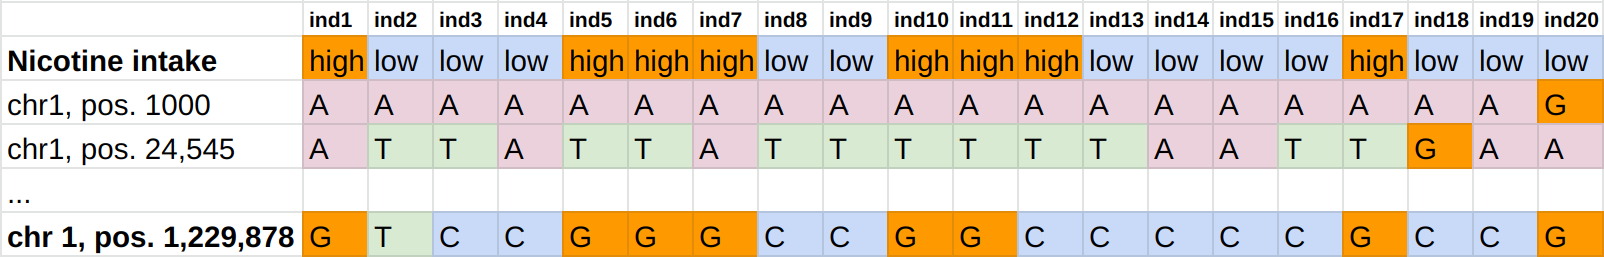 ind1 ind2 ind3 ind4 ind5 ind6 ind7 ind8 ind9 ind10 ind11 ind12 ind13 ind14 ind15 ind16 ind17 ind18 ind19 ind20
Nicotine intake high low low low high high high low low high high high low low low low high low low low
chr1, pos. 1000 A A A A A A A A A A A A A A A A A A A G
chr1, pos. 24,545 A T T A T T A T T T T T T A A T T G A A
...
chr 1, pos. 1,229,878 G T C C G G G C C G G C C C C C G C C G